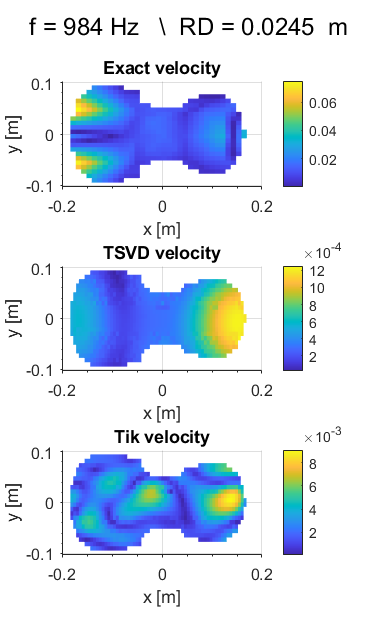 f = 984 Hz \ RD = 0.0245 m
Exact velocity
0.1
0
-0.1
y [m]
-0.2 0 0.2
x [m]
0.06
0.04
0.02
TSVD velocity
× 10⁻⁴
0.1
0
-0.1
y [m]
-0.2 0 0.2
x [m]
12
10
8
6
4
2
Tik velocity
× 10⁻³
0.1
0
-0.1
y [m]
-0.2 0 0.2
x [m]
8
6
4
2